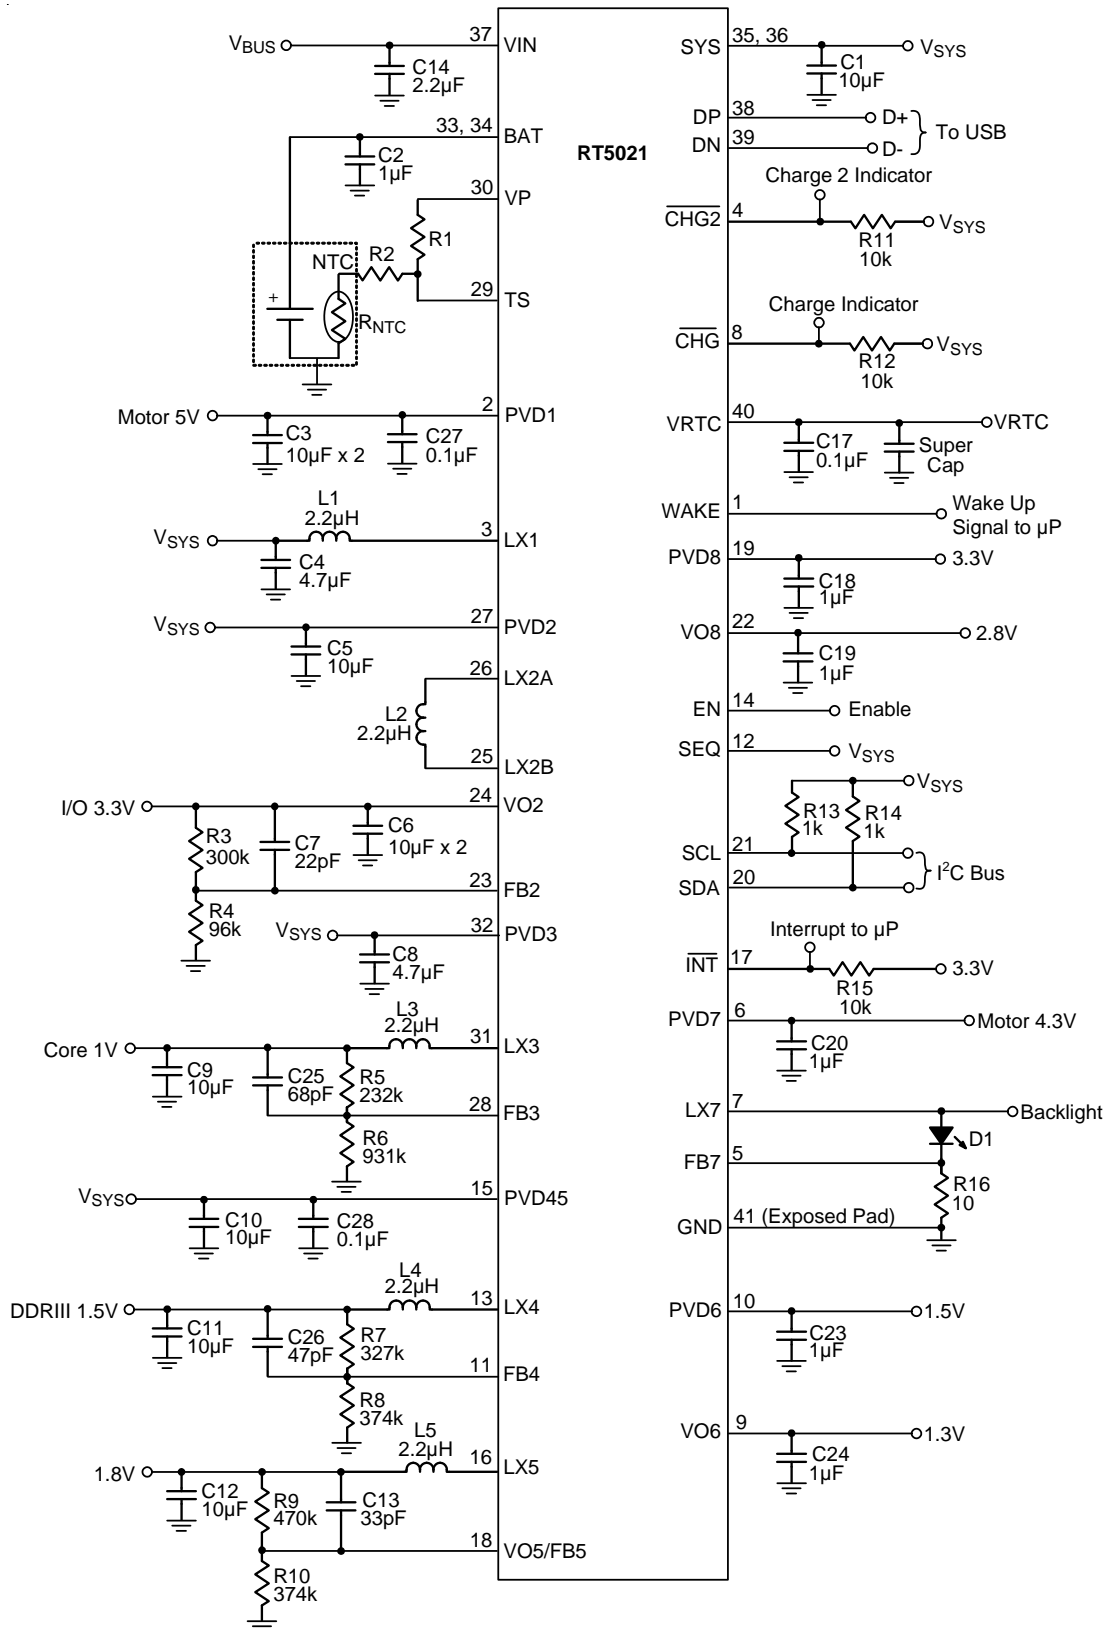 RT5021
VBUS
37
VIN
C14
2.2µF
33, 34
BAT
C2
1µF
30
VP
R1
NTC
R2
29
TS
+
RNTC
Motor 5V
2
PVD1
C3
10µF x 2
C27
0.1µF
L1
2.2µH
VSYS
3
LX1
C4
4.7µF
VSYS
27
PVD2
C5
10µF
26
LX2A
L2
2.2µH
25
LX2B
I/O 3.3V
24
VO2
R3
300k
C7
22pF
C6
10µF x 2
23
FB2
R4
96k
VSYS
32
PVD3
C8
4.7µF
L3
2.2µH
Core 1V
31
LX3
C9
10µF
C25
68pF
R5
232k
28
FB3
R6
931k
VSYS
15
PVD45
C10
10µF
C28
0.1µF
L4
2.2µH
DDRIII 1.5V
13
LX4
C11
10µF
C26
47pF
R7
327k
11
FB4
R8
374k
L5
2.2µH
1.8V
16
LX5
C12
10µF
R9
470k
C13
33pF
18
VO5/FB5
R10
374k
SYS
35, 36
VSYS
C1
10µF
DP
38
D+
DN
39
D-
To USB
Charge 2 Indicator
CHG2
4
VSYS
R11
10k
Charge Indicator
CHG
8
VSYS
R12
10k
VRTC
40
VRTC
C17
0.1µF
Super
Cap
WAKE
1
Wake Up
Signal to µP
PVD8
19
3.3V
C18
1µF
VO8
22
2.8V
C19
1µF
EN
14
Enable
SEQ
12
VSYS
VSYS
R13
1k
R14
1k
SCL
21
SDA
20
I²C Bus
Interrupt to µP
INT
17
3.3V
R15
10k
PVD7
6
Motor 4.3V
C20
1µF
LX7
7
Backlight
D1
FB7
5
R16
10
GND
41 (Exposed Pad)
PVD6
10
1.5V
C23
1µF
VO6
9
1.3V
C24
1µF